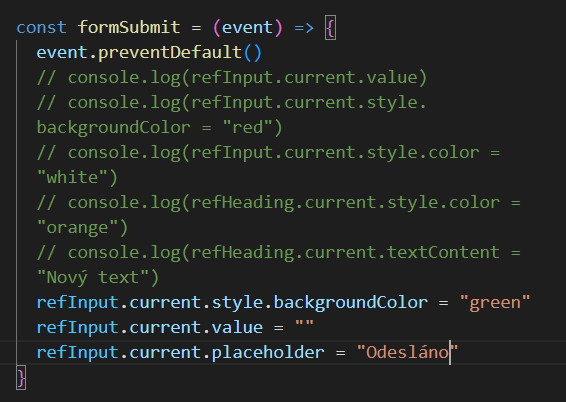 const formSubmit = (event) => {
event.preventDefault()
// console.log(refInput.current.value)
// console.log(refInput.current.style.
backgroundColor = "red")
// console.log(refInput.current.style.color =
"white")
// console.log(refHeading.current.style.color =
"orange")
// console.log(refHeading.current.textContent =
"Nový text")
refInput.current.style.backgroundColor = "green"
refInput.current.value = ""
refInput.current.placeholder = "Odesláno"
}